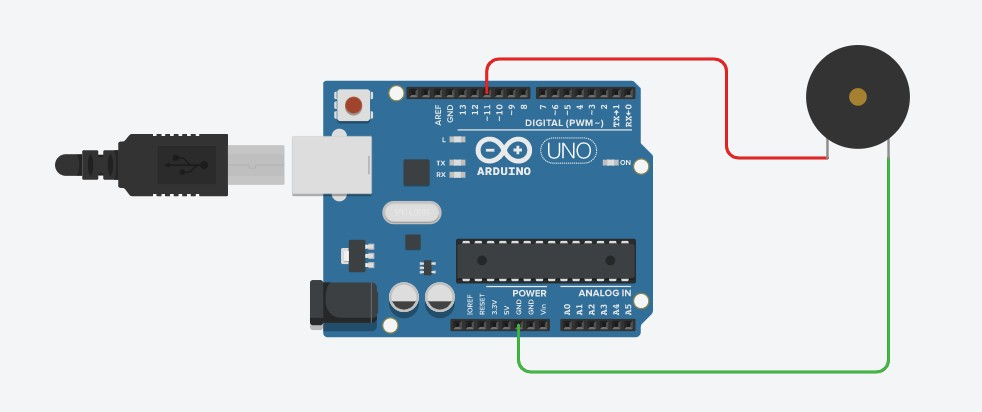 AREF
GND
13
12
~11
~10
~9
8
7
~6
~5
4
~3
2
TX→1
RX←0
DIGITAL (PWM~)
L
TX
RX
ARDUINO
UNO
ON
IOREF
RESET
3.3V
5V
GND
GND
Vin
POWER
ANALOG IN
A0
A1
A2
A3
A4
A5